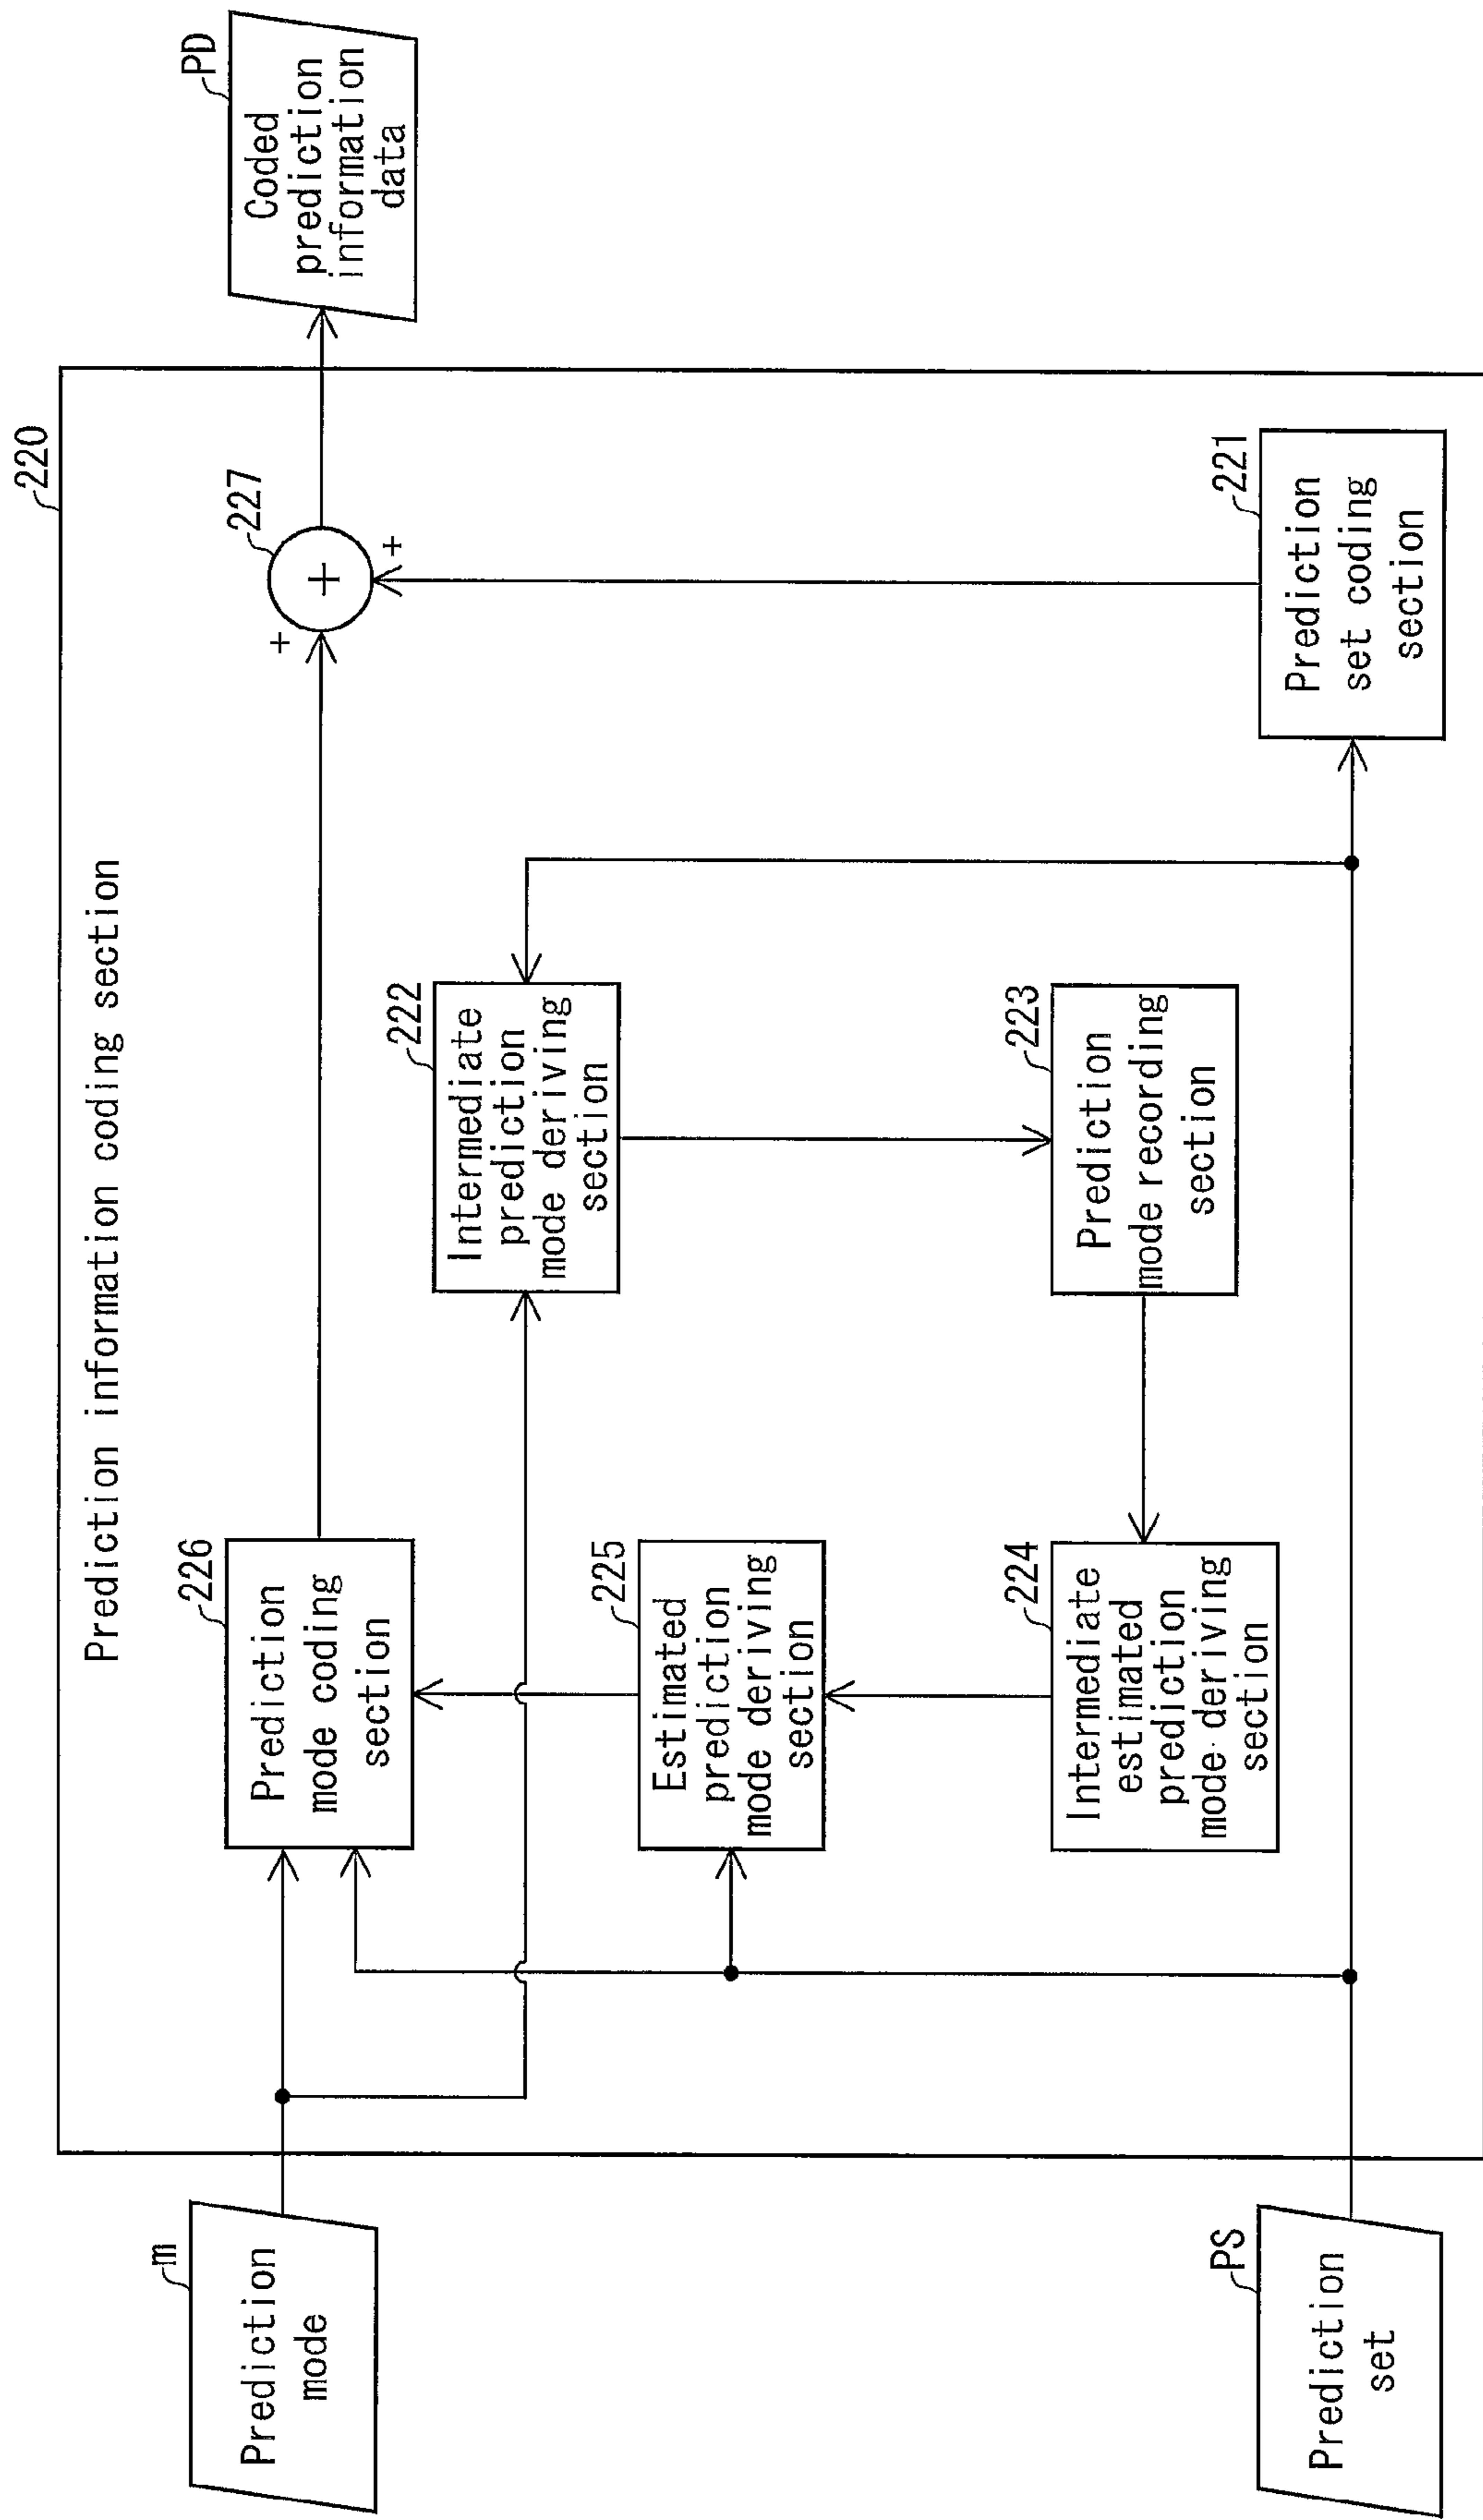 220
Prediction information coding section
m
Prediction
mode
PS
Prediction
set
226
Prediction
mode coding
section
225
Estimated
prediction
mode deriving
section
224
Intermediate
estimated
prediction
mode deriving
section
222
Intermediate
prediction
mode deriving
section
223
Prediction
mode recording
section
227
+
+
+
221
Prediction
set coding
section
PD
Coded
prediction
information
data